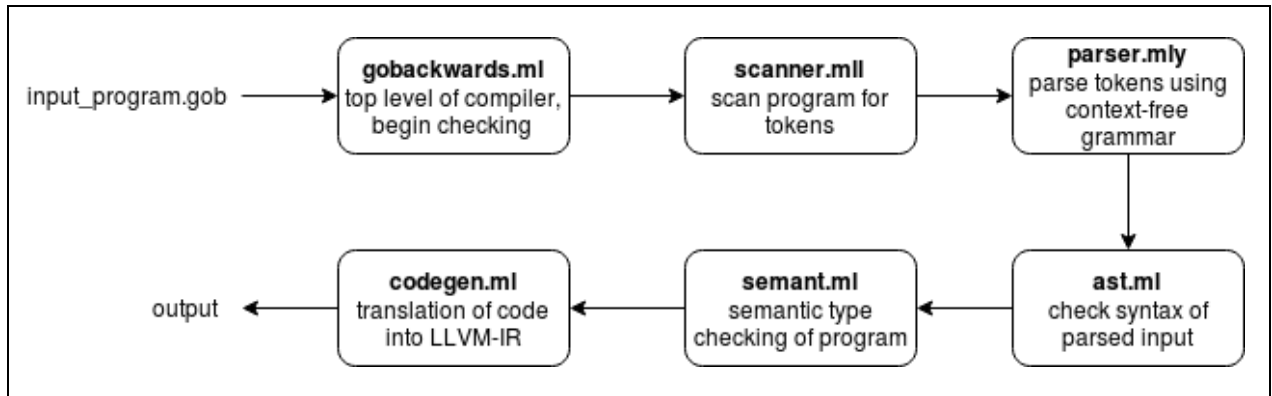 input_program.gob
gobackwards.ml
top level of compiler,
begin checking
scanner.mll
scan program for
tokens
parser.mly
parse tokens using
context-free
grammar
output
codegen.ml
translation of code
into LLVM-IR
semant.ml
semantic type
checking of program
ast.ml
check syntax of
parsed input